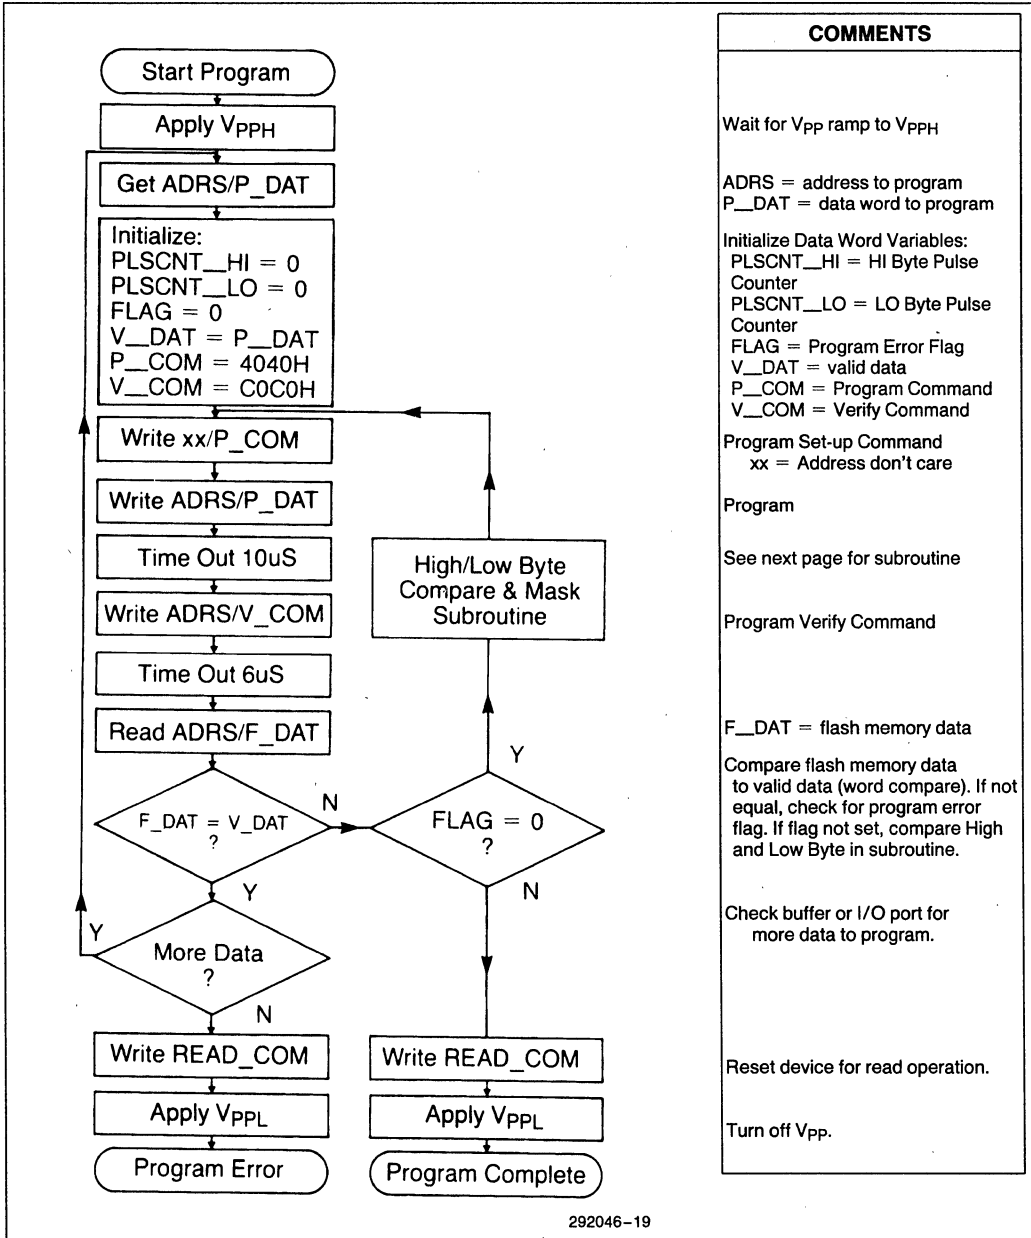 Start Program
Apply VPPH
Get ADRS/P_DAT
Initialize:
PLSCNT__HI = 0
PLSCNT__LO = 0
FLAG = 0
V__DAT = P__DAT
P__COM = 4040H
V__COM = C0C0H
Write xx/P_COM
Write ADRS/P_DAT
Time Out 10uS
Write ADRS/V_COM
Time Out 6uS
Read ADRS/F_DAT
F_DAT = V_DAT
?
N
Y
More Data
?
Y
N
Write READ_COM
Apply VPPL
Program Error
High/Low Byte
Compare & Mask
Subroutine
Y
FLAG = 0
?
N
Write READ_COM
Apply VPPL
Program Complete
COMMENTS
Wait for VPP ramp to VPPH
ADRS = address to program
P__DAT = data word to program
Initialize Data Word Variables:
PLSCNT__HI = HI Byte Pulse
Counter
PLSCNT__LO = LO Byte Pulse
Counter
FLAG = Program Error Flag
V__DAT = valid data
P__COM = Program Command
V__COM = Verify Command
Program Set-up Command
xx = Address don't care
Program
See next page for subroutine
Program Verify Command
F__DAT = flash memory data
Compare flash memory data
to valid data (word compare). If not
equal, check for program error
flag. If flag not set, compare High
and Low Byte in subroutine.
Check buffer or I/O port for
more data to program.
Reset device for read operation.
Turn off VPP.
292046–19